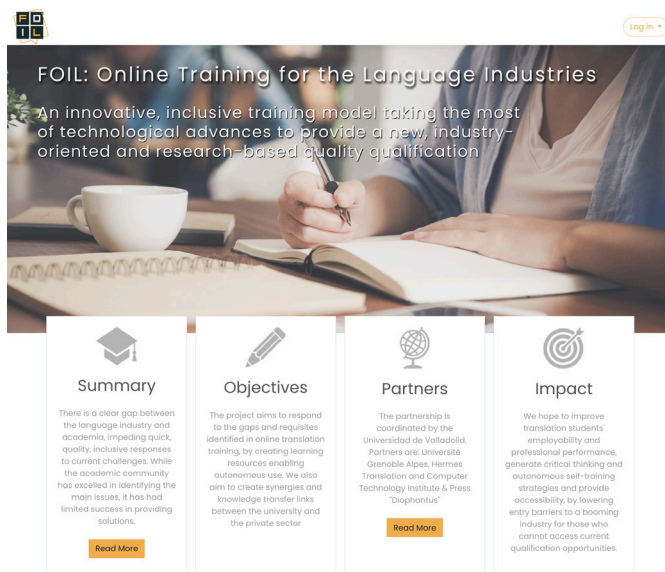 FO
IL
Log in
FOIL: Online Training for the Language Industries
An innovative, inclusive training model taking the most
of technological advances to provide a new, industry-
oriented and research-based quality qualification
Summary
There is a clear gap between
the language industry and
academia, impeding quick,
quality, inclusive responses
to current challenges. While
the academic community
has excelled in identifying the
main issues, it has had
limited success in providing
solutions.
Read More
Objectives
The project aims to respond
to the gaps and requisites
identified in online translation
training, by creating learning
resources enabling
autonomous use. We also
aim to create synergies and
knowledge transfer links
between the university and
the private sector
Partners
The partnership is
coordinated by the
Universidad de Valladolid.
Partners are: Université
Grenoble Alpes, Hermes
Translation and Computer
Technology Institute & Press
"Diophantus"
Read More
Impact
We hope to improve
translation students'
employability and
professional performance,
generate critical thinking and
autonomous self-training
strategies and provide
accessibility, by lowering
entry barriers to a booming
industry for those who
cannot access current
qualification opportunities.